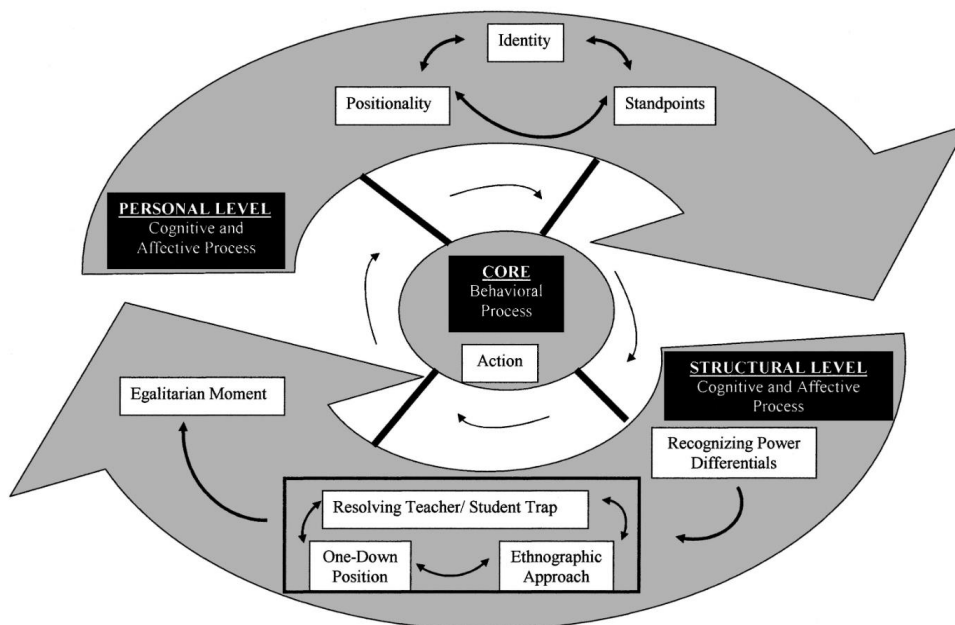 Identity
Positionality
Standpoints
PERSONAL LEVEL
Cognitive and
Affective Process
CORE
Behavioral
Process
Action
STRUCTURAL LEVEL
Cognitive and Affective
Process
Egalitarian Moment
Recognizing Power
Differentials
Resolving Teacher/ Student Trap
One-Down
Position
Ethnographic
Approach